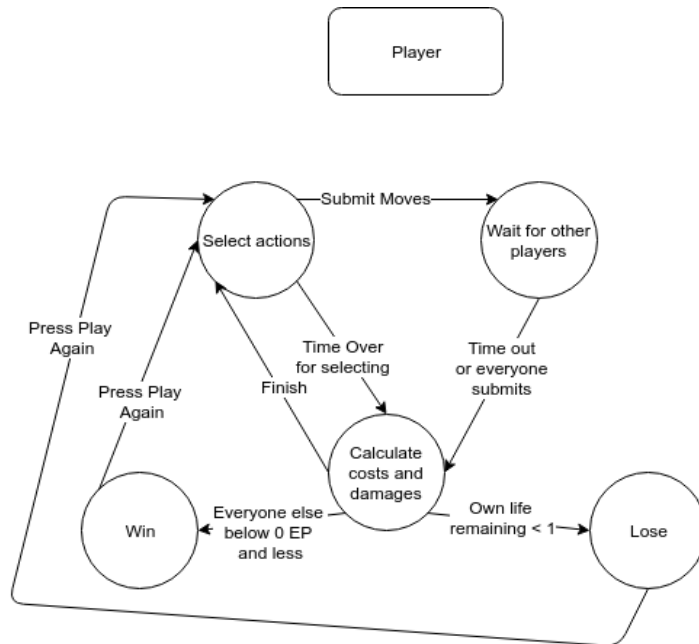 Player
Submit Moves
Select actions
Wait for other
players
Press Play
Again
Time Over
for selecting
Time out
or everyone
submits
Finish
Press Play
Again
Calculate
costs and
damages
Everyone else
below 0 EP
and less
Own life
remaining < 1
Win
Lose